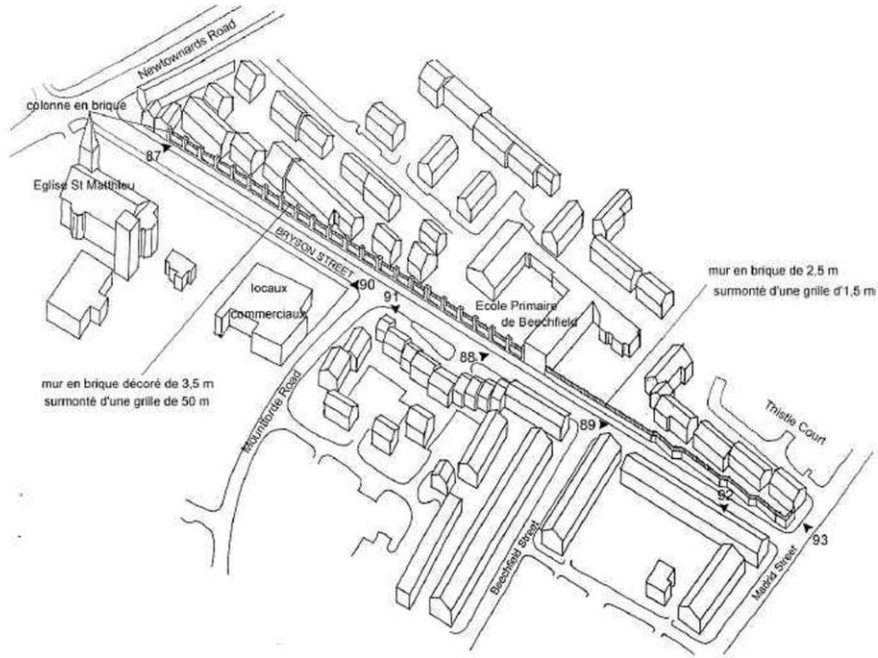 Newtownards Road
colonne en brique
87
Eglise St Matthieu
BRYSON STREET
90
locaux
commerciaux
91
mur en brique de 2,5 m
surmonté d'une grille d'1,5 m
Ecole Primaire
de Beechfield
88
mur en brique décoré de 3,5 m
surmonté d'une grille de 50 m
Mountforde Road
89
Thistle Court
92
93
Beechfield Street
Madrid Street